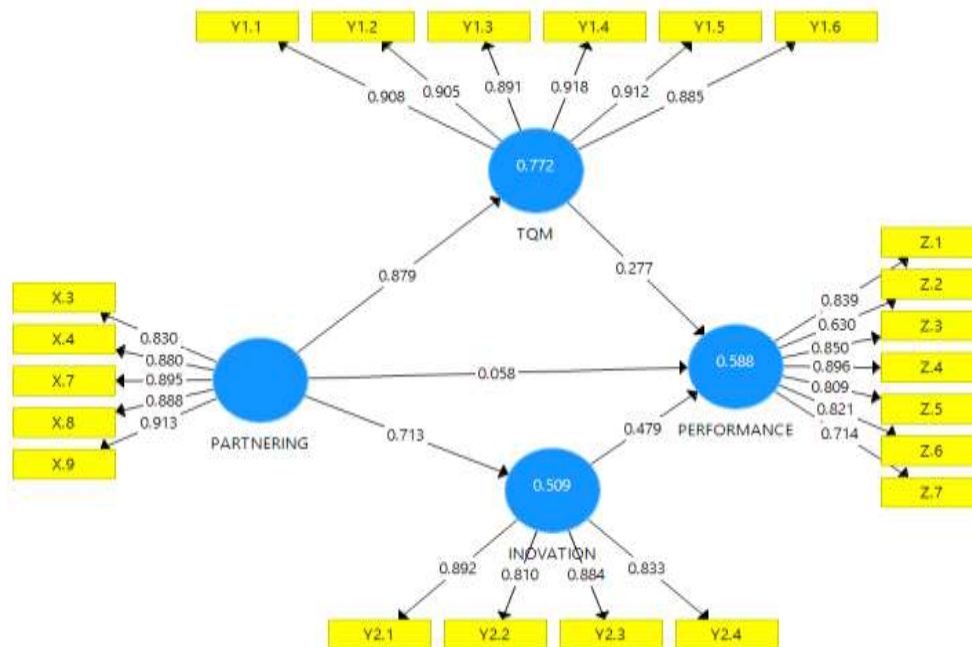 Y1.1 Y1.2 Y1.3 Y1.4 Y1.5 Y1.6
0.908 0.905 0.891 0.918 0.912 0.885
0.772
TQM
0.879 0.277
X.3
X.4
X.7
X.8
X.9
0.830
0.880
0.895
0.888
0.913
PARTNERING
0.058
0.713 0.479
0.588
PERFORMANCE
0.839
0.630
0.850
0.896
0.809
0.821
0.714
Z.1
Z.2
Z.3
Z.4
Z.5
Z.6
Z.7
0.509
INOVATION
0.892 0.810 0.884 0.833
Y2.1 Y2.2 Y2.3 Y2.4